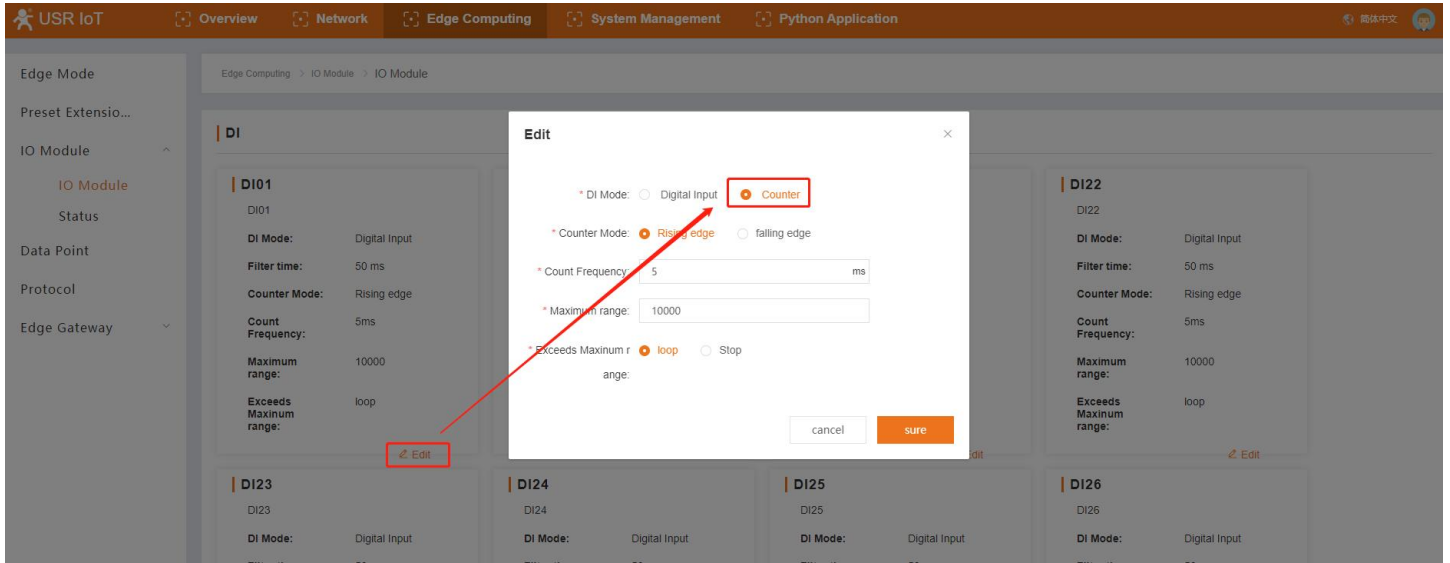 USR IoT
Overview
Network
Edge Computing
System Management
Python Application
简体中文
Edge Mode
Preset Extensio...
IO Module
IO Module
Status
Data Point
Protocol
Edge Gateway
Edge Computing > IO Module > IO Module
DI
DI01
DI01
DI Mode: Digital Input
Filter time: 50 ms
Counter Mode: Rising edge
Count
Frequency: 5ms
Maximum
range: 10000
Exceeds
Maxinum
range: loop
Edit
Edit
* DI Mode: Digital Input Counter
* Counter Mode: Rising edge falling edge
* Count Frequency: 5 ms
* Maximum range: 10000
* Exceeds Maxinum r
ange: loop Stop
cancel
sure
dit
DI22
DI22
DI Mode: Digital Input
Filter time: 50 ms
Counter Mode: Rising edge
Count
Frequency: 5ms
Maximum
range: 10000
Exceeds
Maxinum
range: loop
Edit
DI23
DI23
DI Mode: Digital Input
DI24
DI24
DI Mode: Digital Input
DI25
DI25
DI Mode: Digital Input
DI26
DI26
DI Mode: Digital Input